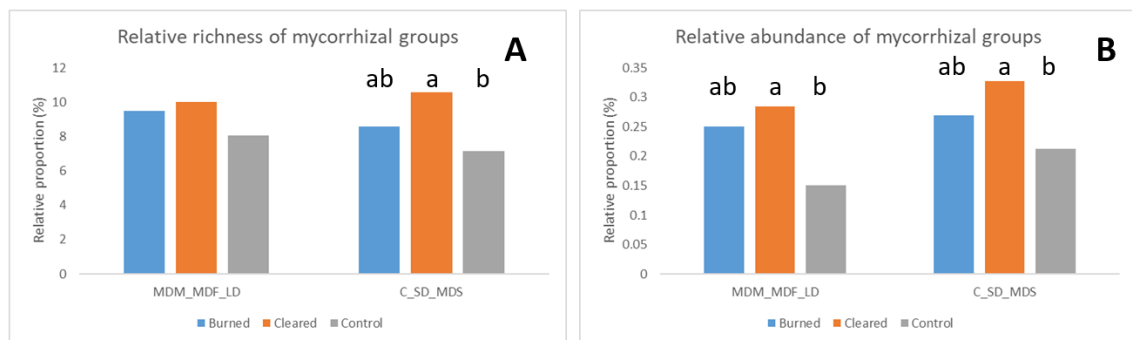 Relative richness of mycorrhizal groups
A
Relative proportion (%)
12
10
8
6
4
2
0
ab a b
MDM_MDF_LD C_SD_MDS
Burned Cleared Control
Relative abundance of mycorrhizal groups
B
Relative proportion (%)
0.35
0.3
0.25
0.2
0.15
0.1
0.05
0
ab a b ab a b
MDM_MDF_LD C_SD_MDS
Burned Cleared Control